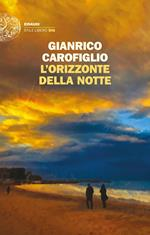 EINAUDI
STILE LIBERO BIG
GIANRICO
CAROFIGLIO
L'ORIZZONTE
DELLA NOTTE